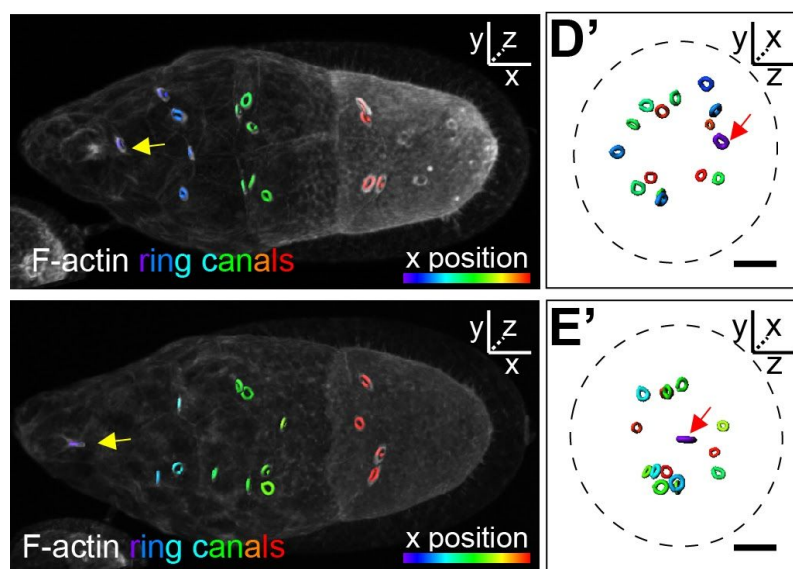 y z
x
F-actin ring canals
x position
D’
y x
z
y z
x
F-actin ring canals
x position
E’
y x
z